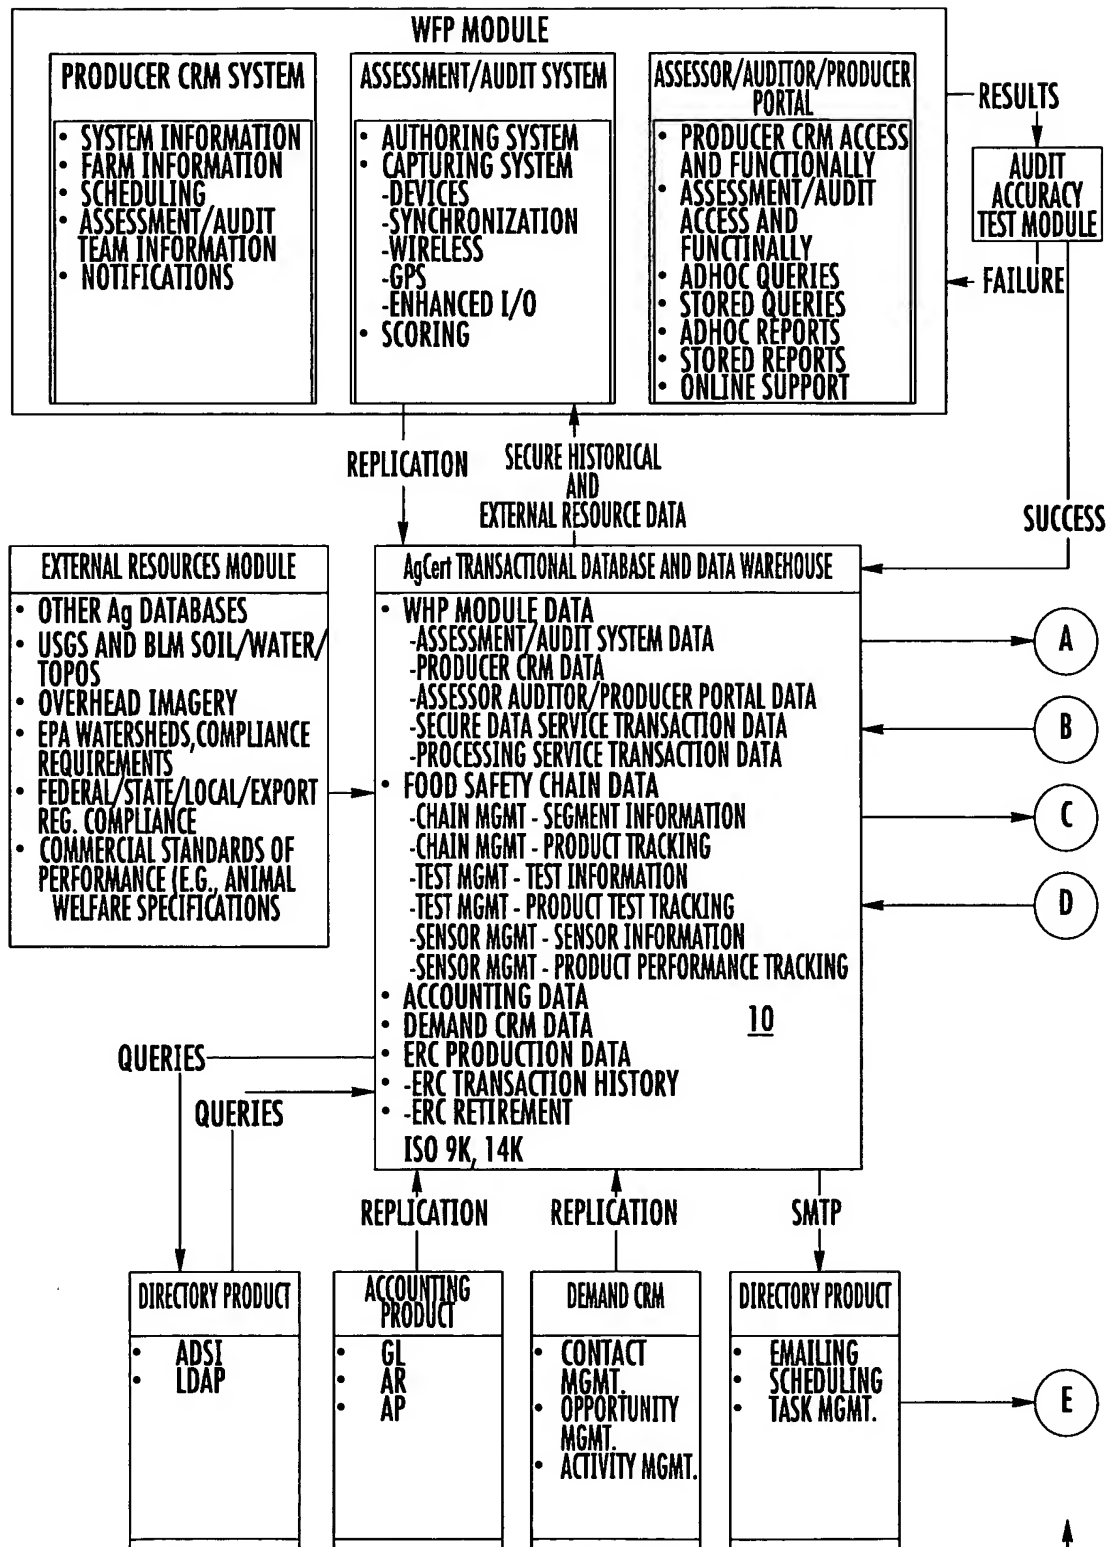 WFP MODULE
PRODUCER CRM SYSTEM
• SYSTEM INFORMATION
• FARM INFORMATION
• SCHEDULING
• ASSESSMENT/AUDIT
TEAM INFORMATION
• NOTIFICATIONS
ASSESSMENT/AUDIT SYSTEM
• AUTHORING SYSTEM
• CAPTURING SYSTEM
-DEVICES
-SYNCHRONIZATION
-WIRELESS
-GPS
-ENHANCED I/O
• SCORING
ASSESSOR/AUDITOR/PRODUCER
PORTAL
• PRODUCER CRM ACCESS
AND FUNCTIONALLY
• ASSESSMENT/AUDIT
ACCESS AND
FUNCTINALLY
• ADHOC QUERIES
• STORED QUERIES
• ADHOC REPORTS
• STORED REPORTS
• ONLINE SUPPORT
RESULTS
AUDIT
ACCURACY
TEST MODULE
FAILURE
SUCCESS
REPLICATION
SECURE HISTORICAL
AND
EXTERNAL RESOURCE DATA
EXTERNAL RESOURCES MODULE
• OTHER Ag DATABASES
• USGS AND BLM SOIL/WATER/
TOPOS
• OVERHEAD IMAGERY
• EPA WATERSHEDS,COMPLIANCE
REQUIREMENTS
• FEDERAL/STATE/LOCAL/EXPORT
REG. COMPLIANCE
• COMMERCIAL STANDARDS OF
PERFORMANCE (E.G., ANIMAL
WELFARE SPECIFICATIONS
AgCert TRANSACTIONAL DATABASE AND DATA WAREHOUSE
• WHP MODULE DATA
-ASSESSMENT/AUDIT SYSTEM DATA
-PRODUCER CRM DATA
-ASSESSOR AUDITOR/PRODUCER PORTAL DATA
-SECURE DATA SERVICE TRANSACTION DATA
-PROCESSING SERVICE TRANSACTION DATA
• FOOD SAFETY CHAIN DATA
-CHAIN MGMT - SEGMENT INFORMATION
-CHAIN MGMT - PRODUCT TRACKING
-TEST MGMT - TEST INFORMATION
-TEST MGMT - PRODUCT TEST TRACKING
-SENSOR MGMT - SENSOR INFORMATION
-SENSOR MGMT - PRODUCT PERFORMANCE TRACKING
• ACCOUNTING DATA
• DEMAND CRM DATA
• ERC PRODUCTION DATA
• -ERC TRANSACTION HISTORY
• -ERC RETIREMENT
ISO 9K, 14K
10
A
B
C
D
QUERIES
QUERIES
REPLICATION
REPLICATION
SMTP
DIRECTORY PRODUCT
• ADSI
• LDAP
ACCOUNTING
PRODUCT
• GL
• AR
• AP
DEMAND CRM
• CONTACT
MGMT.
• OPPORTUNITY
MGMT.
• ACTIVITY MGMT.
DIRECTORY PRODUCT
• EMAILING
• SCHEDULING
• TASK MGMT.
E